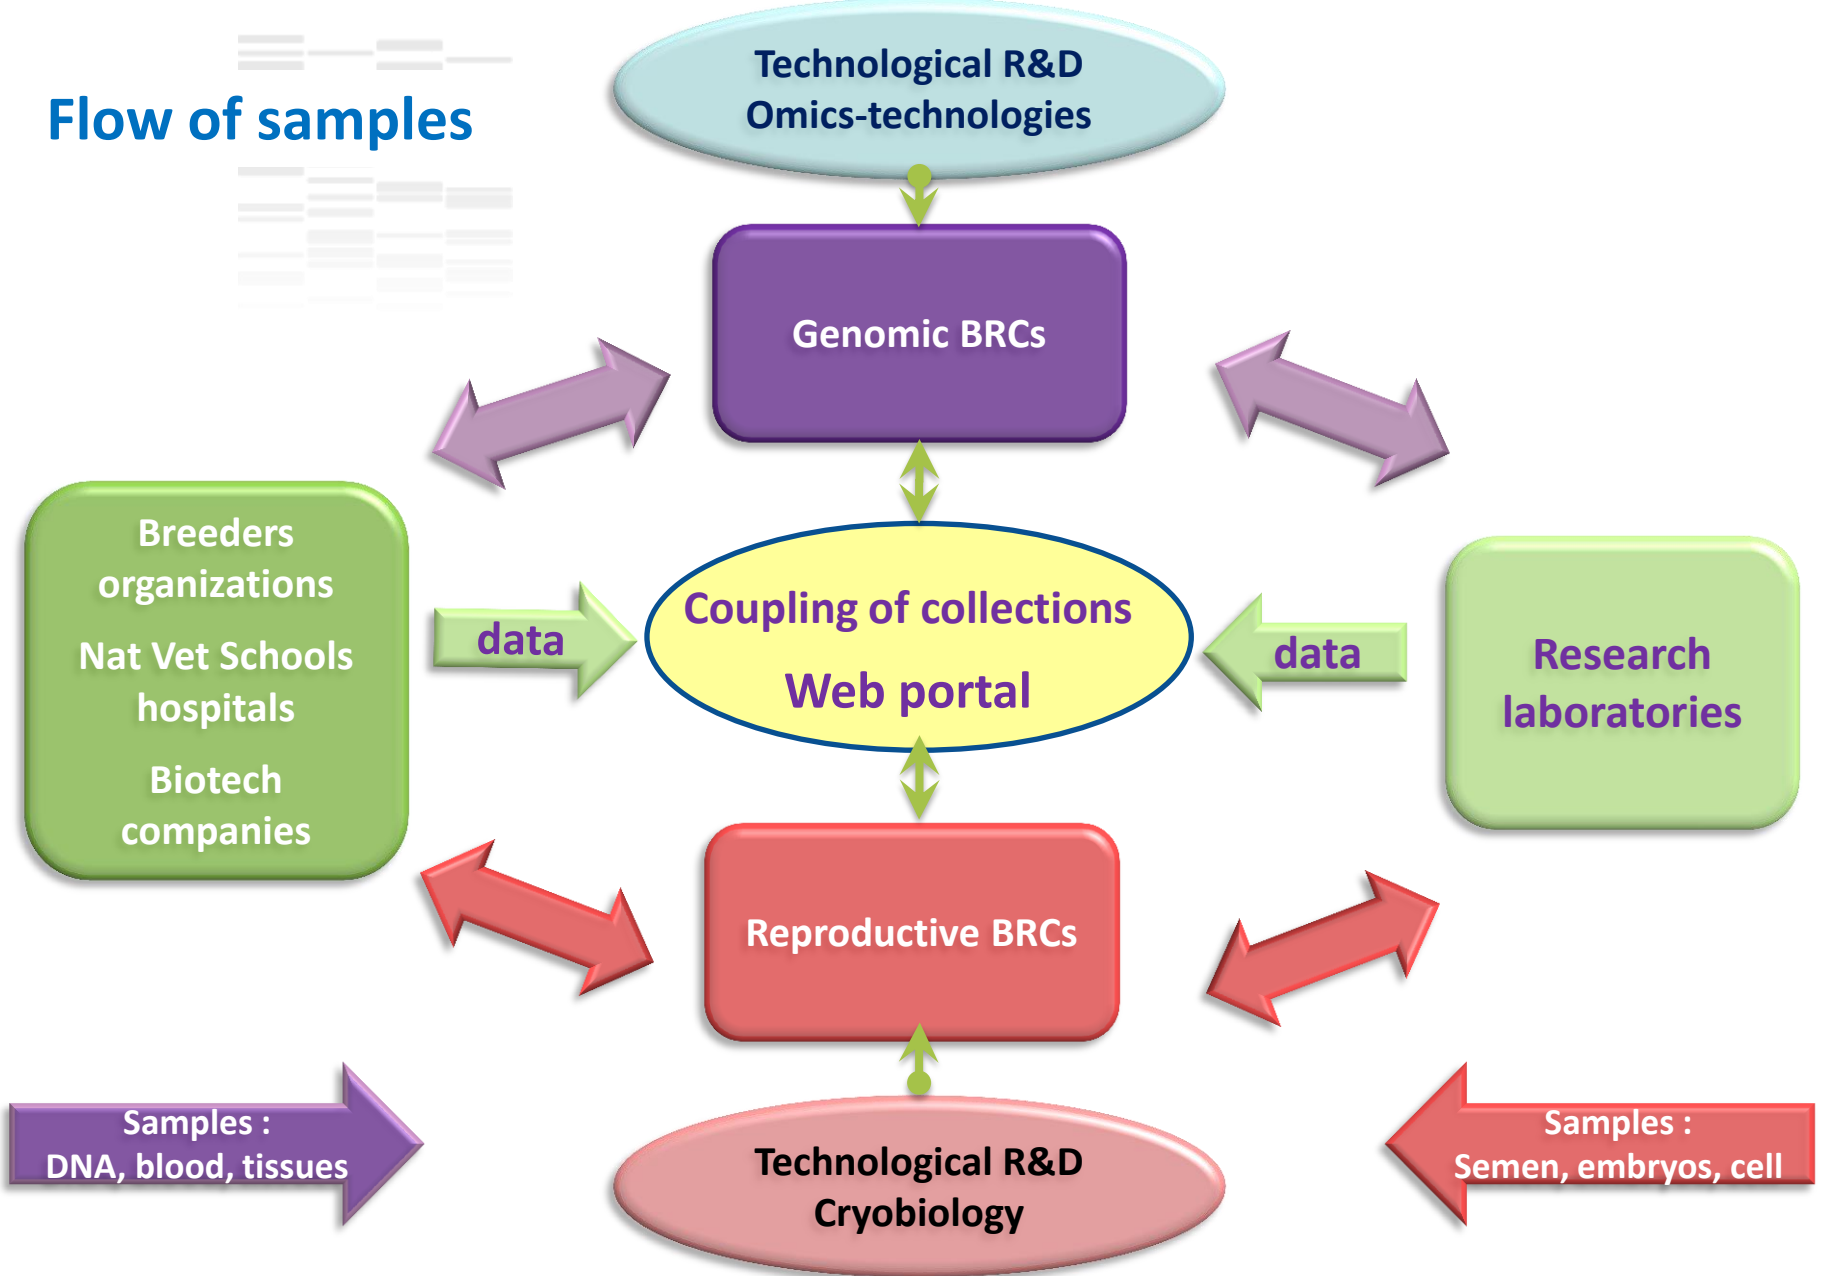 Flow of samples
Technological R&D
Omics-technologies
Genomic BRCs
Breeders
organizations
Nat Vet Schools
hospitals
Biotech
companies
data
Coupling of collections
Web portal
data
Research
laboratories
Reproductive BRCs
Samples :
DNA, blood, tissues
Technological R&D
Cryobiology
Samples :
Semen, embryos, cell